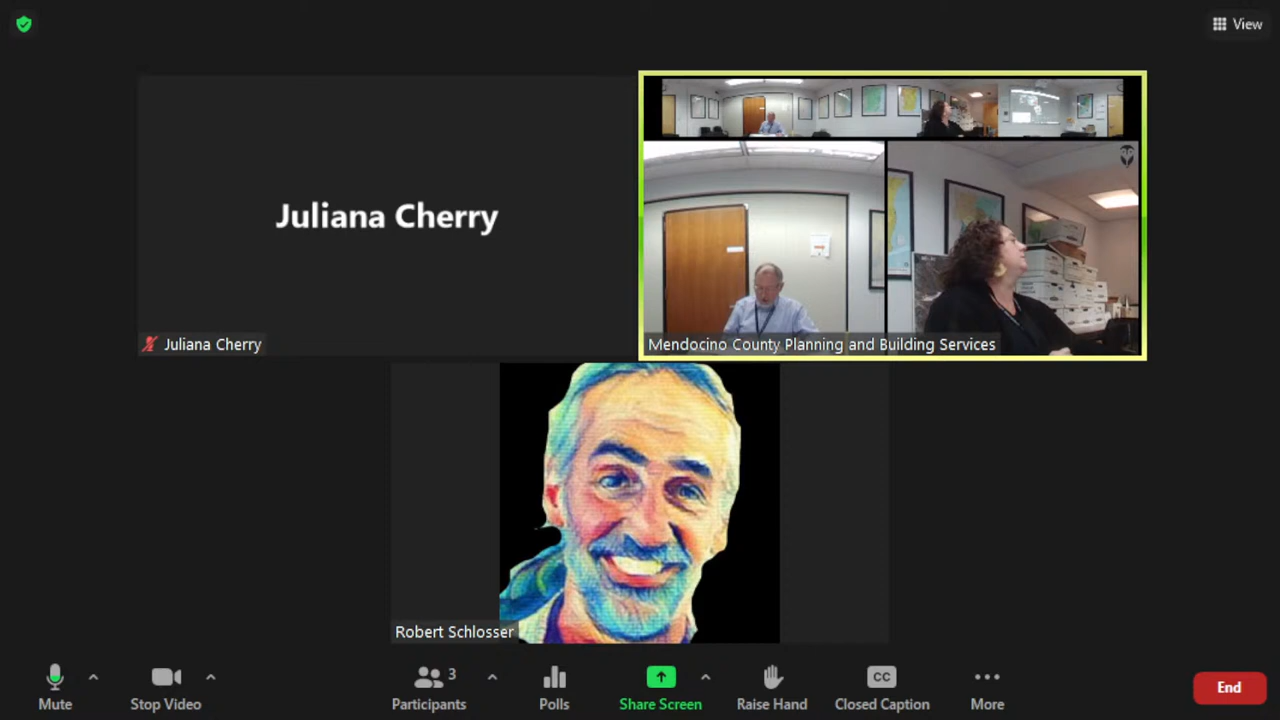 View
Juliana Cherry
Juliana Cherry
Mendocino County Planning and Building Services
Robert Schlosser
Mute
Stop Video
3
Participants
Polls
Share Screen
Raise Hand
CC
Closed Caption
More
End